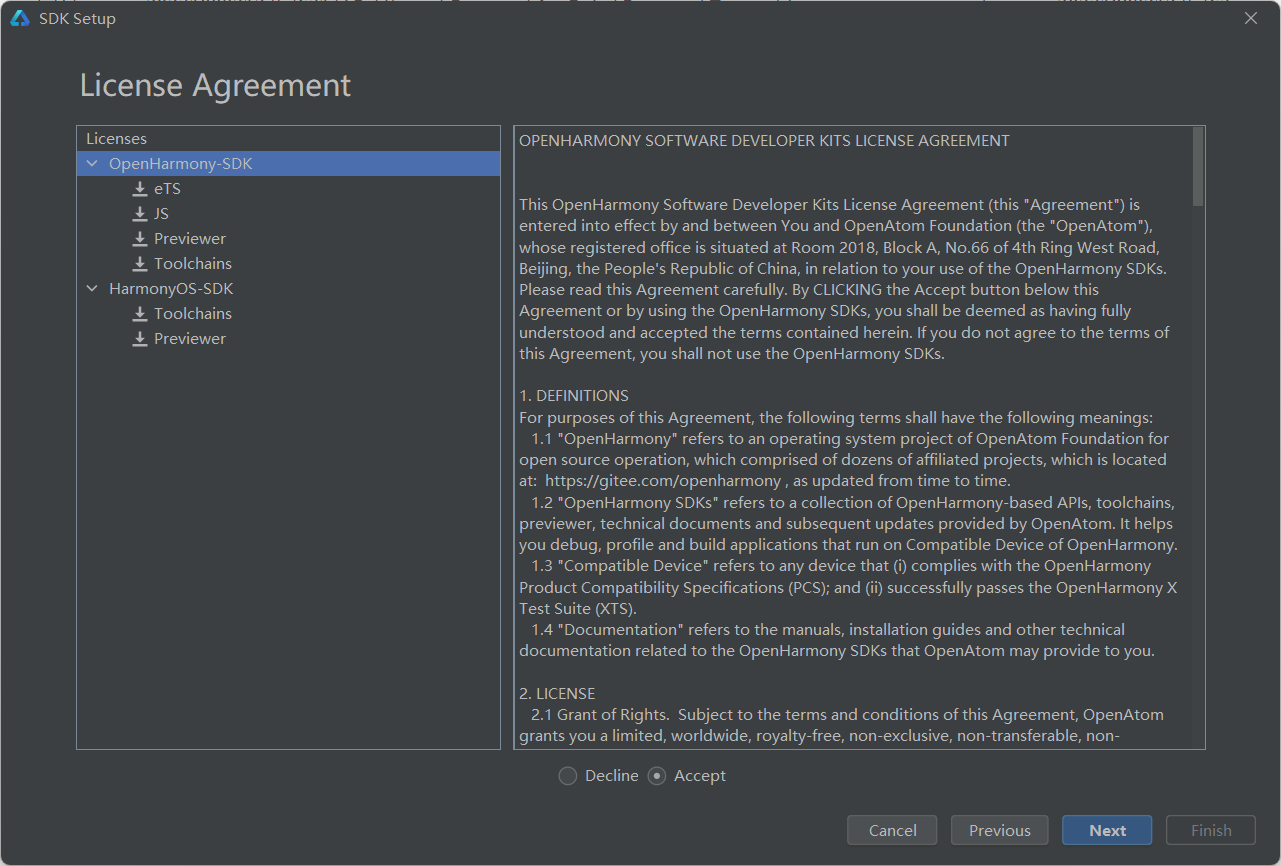 SDK Setup
License Agreement
Licenses
OpenHarmony-SDK
eTS
JS
Previewer
Toolchains
HarmonyOS-SDK
Toolchains
Previewer
OPENHARMONY SOFTWARE DEVELOPER KITS LICENSE AGREEMENT
This OpenHarmony Software Developer Kits License Agreement (this "Agreement") is
entered into effect by and between You and OpenAtom Foundation (the "OpenAtom"),
whose registered office is situated at Room 2018, Block A, No.66 of 4th Ring West Road,
Beijing, the People's Republic of China, in relation to your use of the OpenHarmony SDKs.
Please read this Agreement carefully. By CLICKING the Accept button below this
Agreement or by using the OpenHarmony SDKs, you shall be deemed as having fully
understood and accepted the terms contained herein. If you do not agree to the terms of
this Agreement, you shall not use the OpenHarmony SDKs.
1. DEFINITIONS
For purposes of this Agreement, the following terms shall have the following meanings:
1.1 "OpenHarmony" refers to an operating system project of OpenAtom Foundation for
open source operation, which comprised of dozens of affiliated projects, which is located
at:  https://gitee.com/openharmony , as updated from time to time.
1.2 "OpenHarmony SDKs" refers to a collection of OpenHarmony-based APIs, toolchains,
previewer, technical documents and subsequent updates provided by OpenAtom. It helps
you debug, profile and build applications that run on Compatible Device of OpenHarmony.
1.3 "Compatible Device" refers to any device that (i) complies with the OpenHarmony
Product Compatibility Specifications (PCS); and (ii) successfully passes the OpenHarmony X
Test Suite (XTS).
1.4 "Documentation" refers to the manuals, installation guides and other technical
documentation related to the OpenHarmony SDKs that OpenAtom may provide to you.
2. LICENSE
2.1 Grant of Rights.  Subject to the terms and conditions of this Agreement, OpenAtom
grants you a limited, worldwide, royalty-free, non-exclusive, non-transferable, non-
Decline Accept
Cancel Previous Next Finish